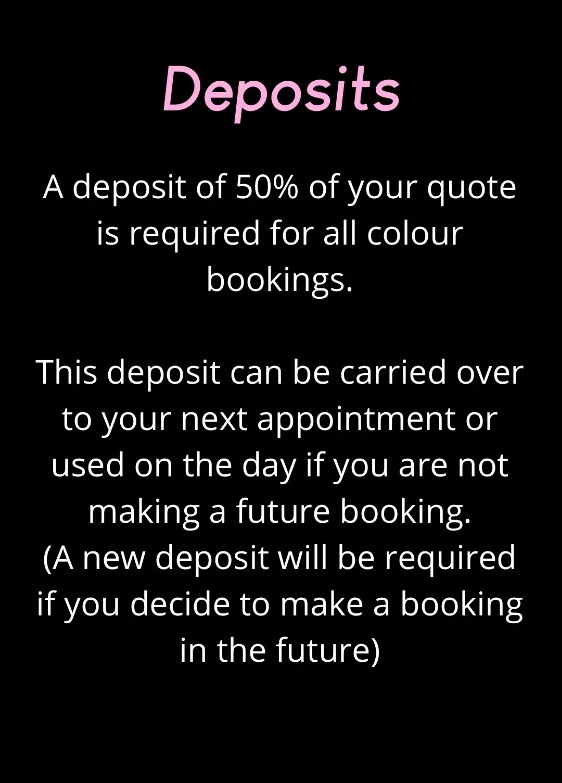 Deposits
A deposit of 50% of your quote
is required for all colour
bookings.
This deposit can be carried over
to your next appointment or
used on the day if you are not
making a future booking.
(A new deposit will be required
if you decide to make a booking
in the future)